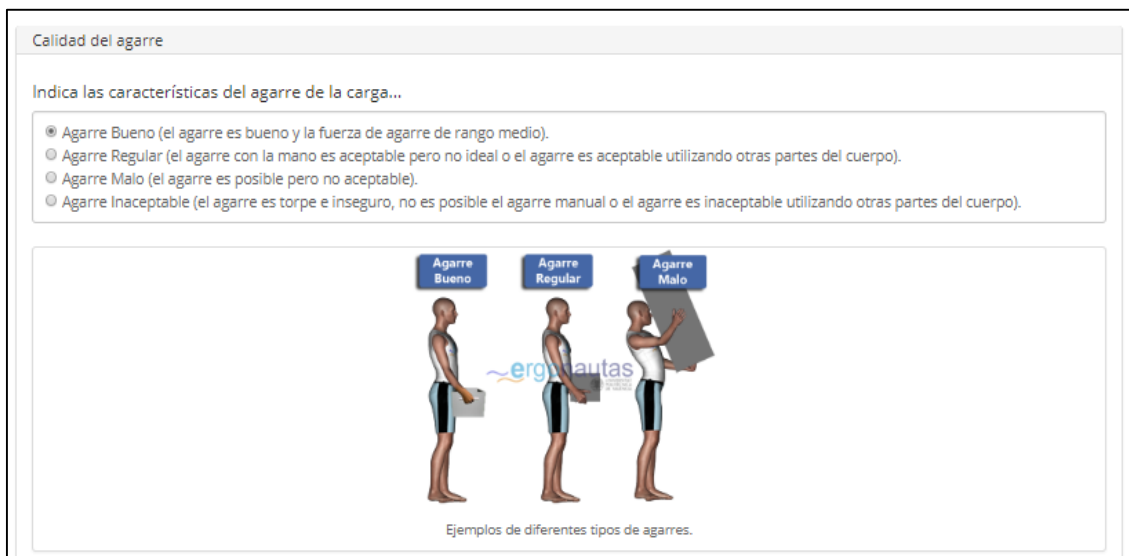 Calidad del agarre
Indica las características del agarre de la carga...
Agarre Bueno (el agarre es bueno y la fuerza de agarre de rango medio).
Agarre Regular (el agarre con la mano es aceptable pero no ideal o el agarre es aceptable utilizando otras partes del cuerpo).
Agarre Malo (el agarre es posible pero no aceptable).
Agarre Inaceptable (el agarre es torpe e inseguro, no es posible el agarre manual o el agarre es inaceptable utilizando otras partes del cuerpo).
Agarre Bueno
Agarre Regular
Agarre Malo
ergonautas
Ejemplos de diferentes tipos de agarres.